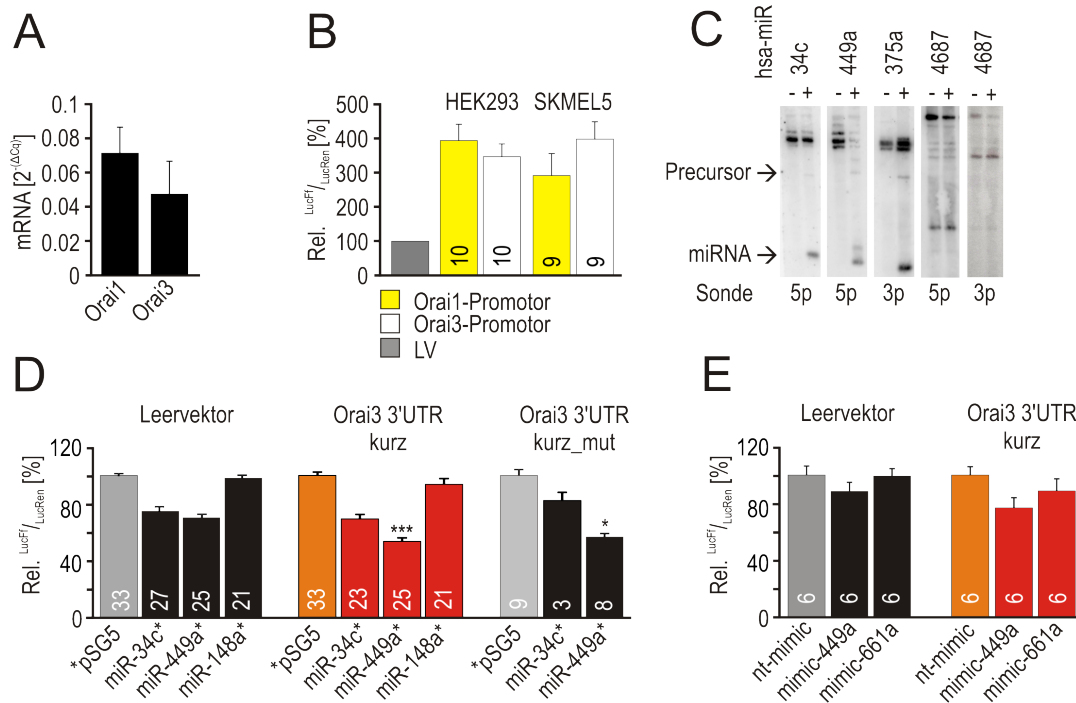 A
mRNA [2^(ΔCq)]
0.1
0.08
0.06
0.04
0.02
0
Orai1
Orai3
B
Rel. LucFf/LucRen [%]
HEK293 SKMEL5
500
400
300
200
100
0
10
10
9
9
Orai1-Promotor
Orai3-Promotor
LV
C
hsa-miR
34c
449a
375a
4687
4687
- + - + - + - + - +
Precursor
miRNA
Sonde 5p 5p 3p 5p 3p
D
Leervektor
Orai3 3'UTR
kurz
Orai3 3'UTR
kurz_mut
Rel. LucFf/LucRen [%]
120
80
40
0
***
*
33
27
25
21
33
23
25
21
9
3
8
*pSG5
miR-34c*
miR-449a*
miR-148a*
*pSG5
miR-34c*
miR-449a*
miR-148a*
*pSG5
miR-34c*
miR-449a*
E
Leervektor
Orai3 3'UTR
kurz
Rel. LucFf/LucRen [%]
120
80
40
0
6
6
6
6
6
6
nt-mimic
mimic-449a
mimic-661a
nt-mimic
mimic-449a
mimic-661a